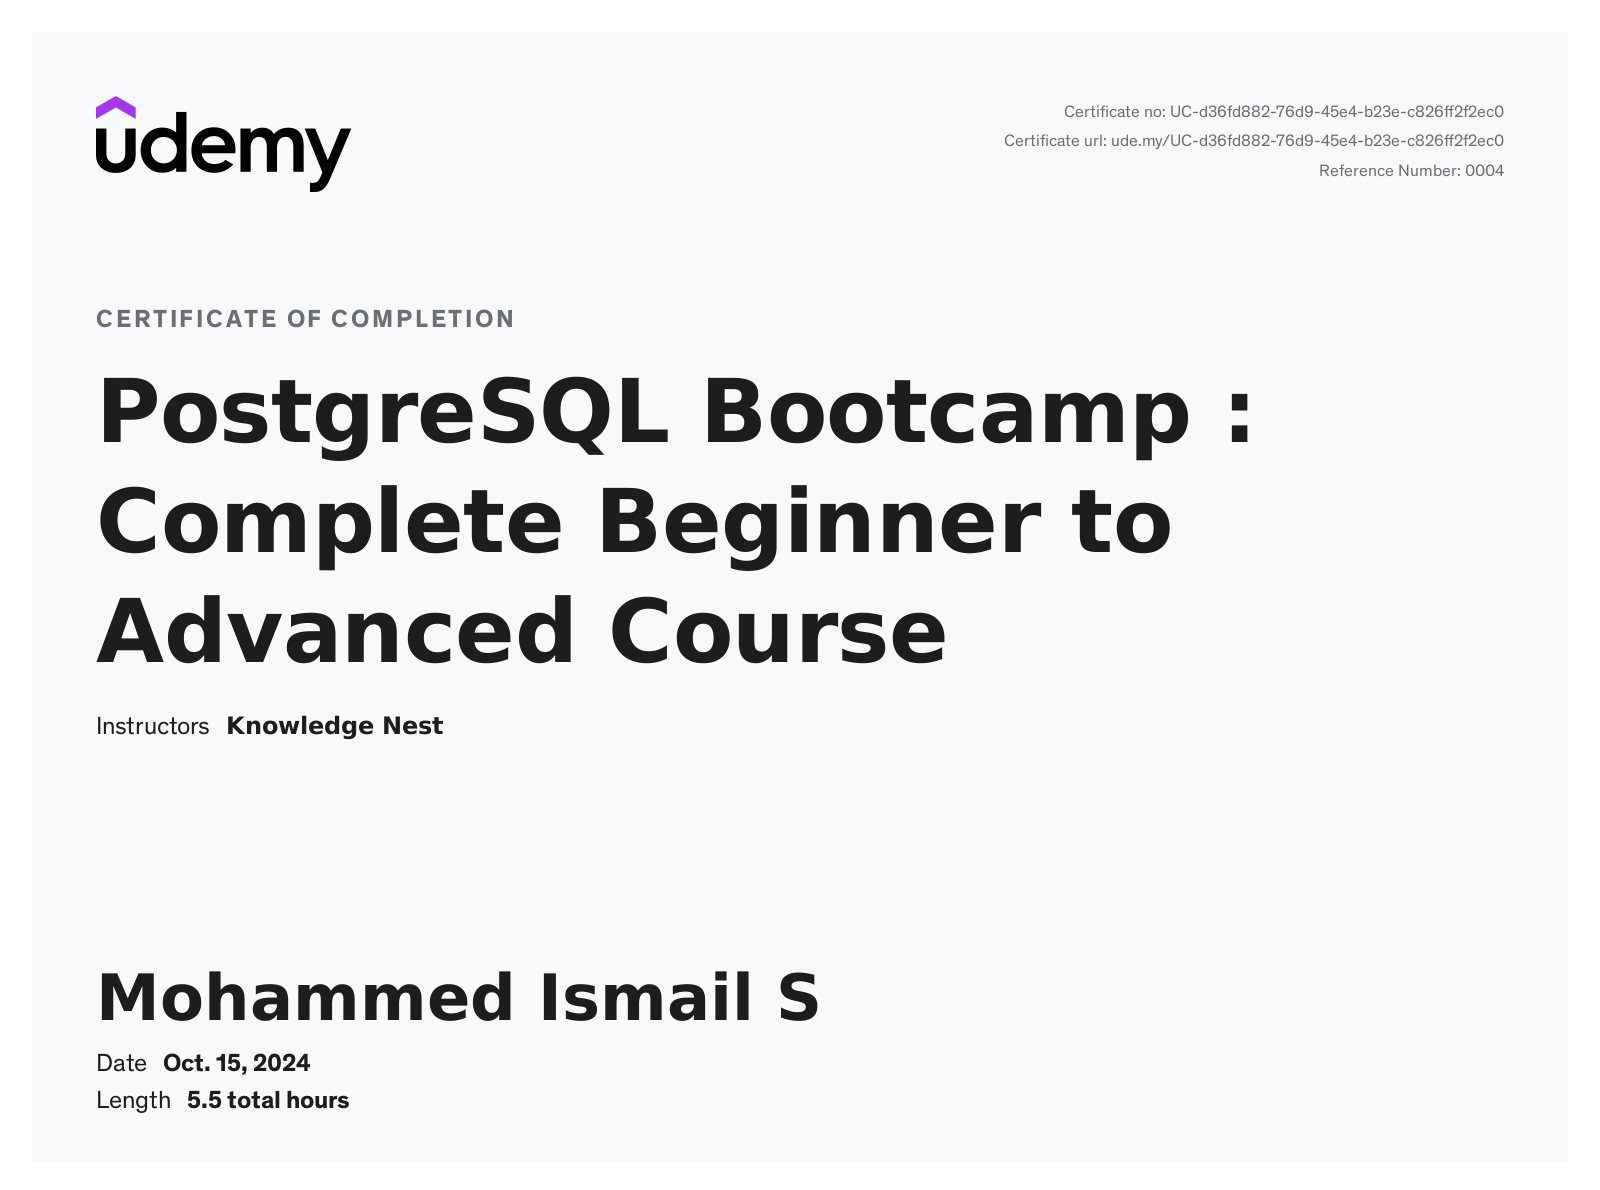 udemy
Certificate no: UC-d36fd882-76d9-45e4-b23e-c826ff2f2ec0
Certificate url: ude.my/UC-d36fd882-76d9-45e4-b23e-c826ff2f2ec0
Reference Number: 0004
CERTIFICATE OF COMPLETION
PostgreSQL Bootcamp :
Complete Beginner to
Advanced Course
Instructors Knowledge Nest
Mohammed Ismail S
Date Oct. 15, 2024
Length 5.5 total hours